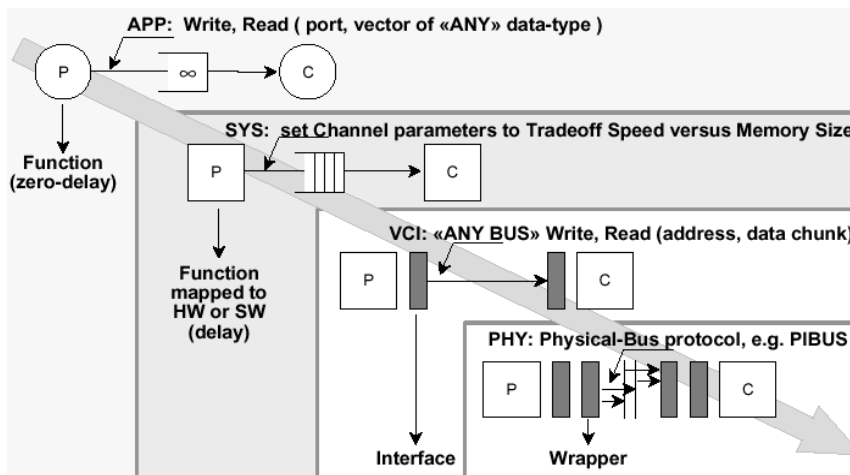 APP: Write, Read ( port, vector of «ANY» data-type )
P
∞
C
Function
(zero-delay)
SYS: set Channel parameters to Tradeoff Speed versus Memory Size
P
C
Function
mapped to
HW or SW
(delay)
VCI: «ANY BUS» Write, Read (address, data chunk)
P
C
Interface
PHY: Physical-Bus protocol, e.g. PIBUS
P
C
Wrapper